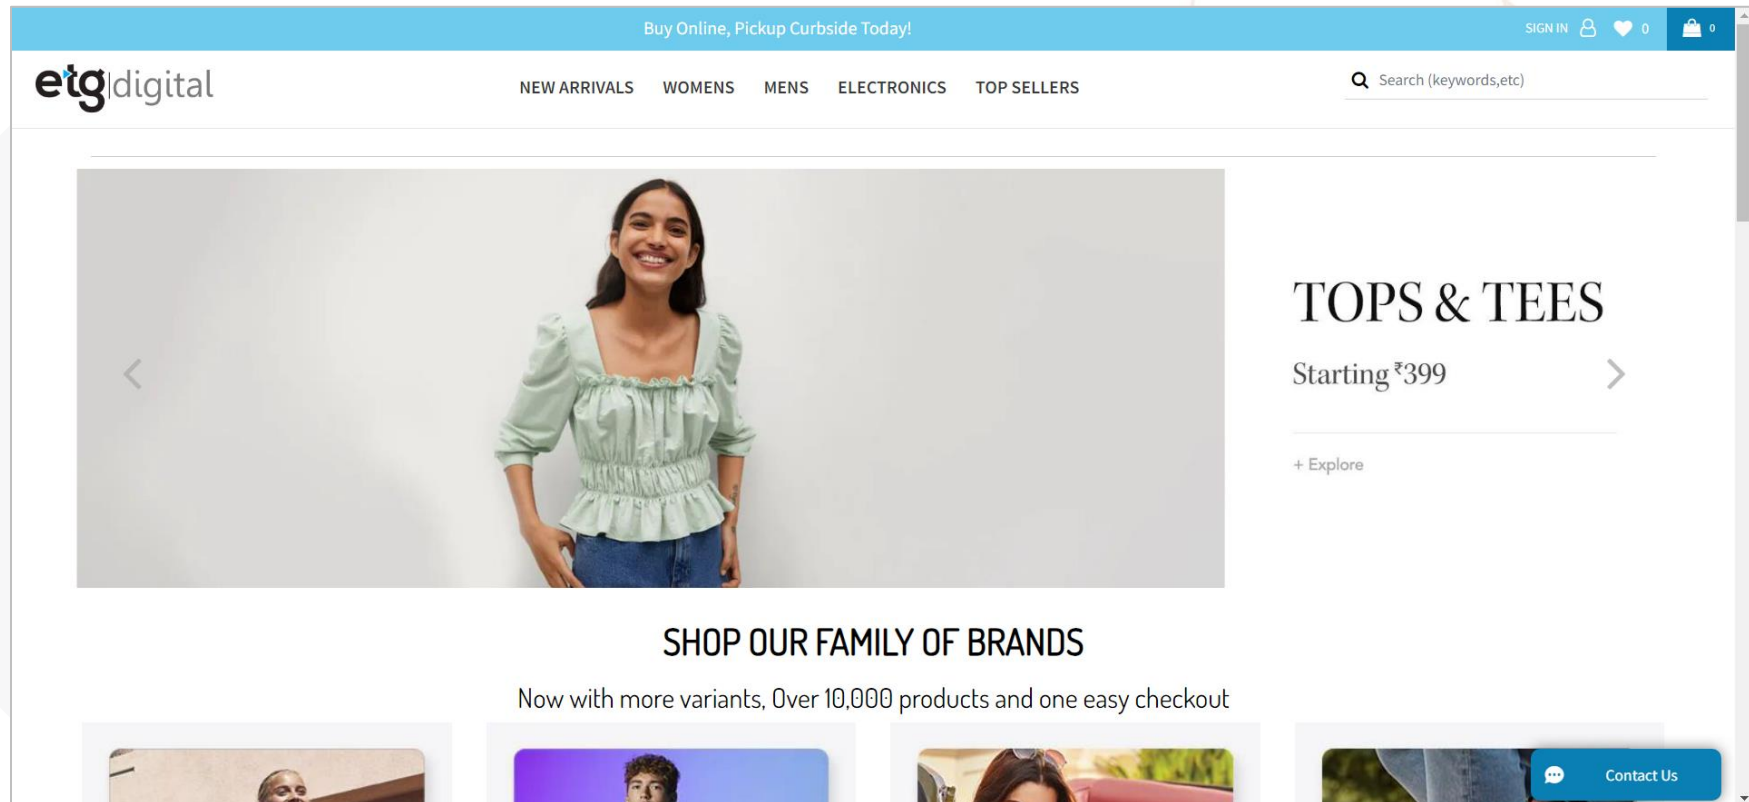 Buy Online, Pickup Curbside Today!
SIGN IN 0 0
etg|digital
NEW ARRIVALS WOMENS MENS ELECTRONICS TOP SELLERS
Search (keywords,etc)
TOPS & TEES
Starting ₹399
+ Explore
SHOP OUR FAMILY OF BRANDS
Now with more variants, Over 10,000 products and one easy checkout
Contact Us